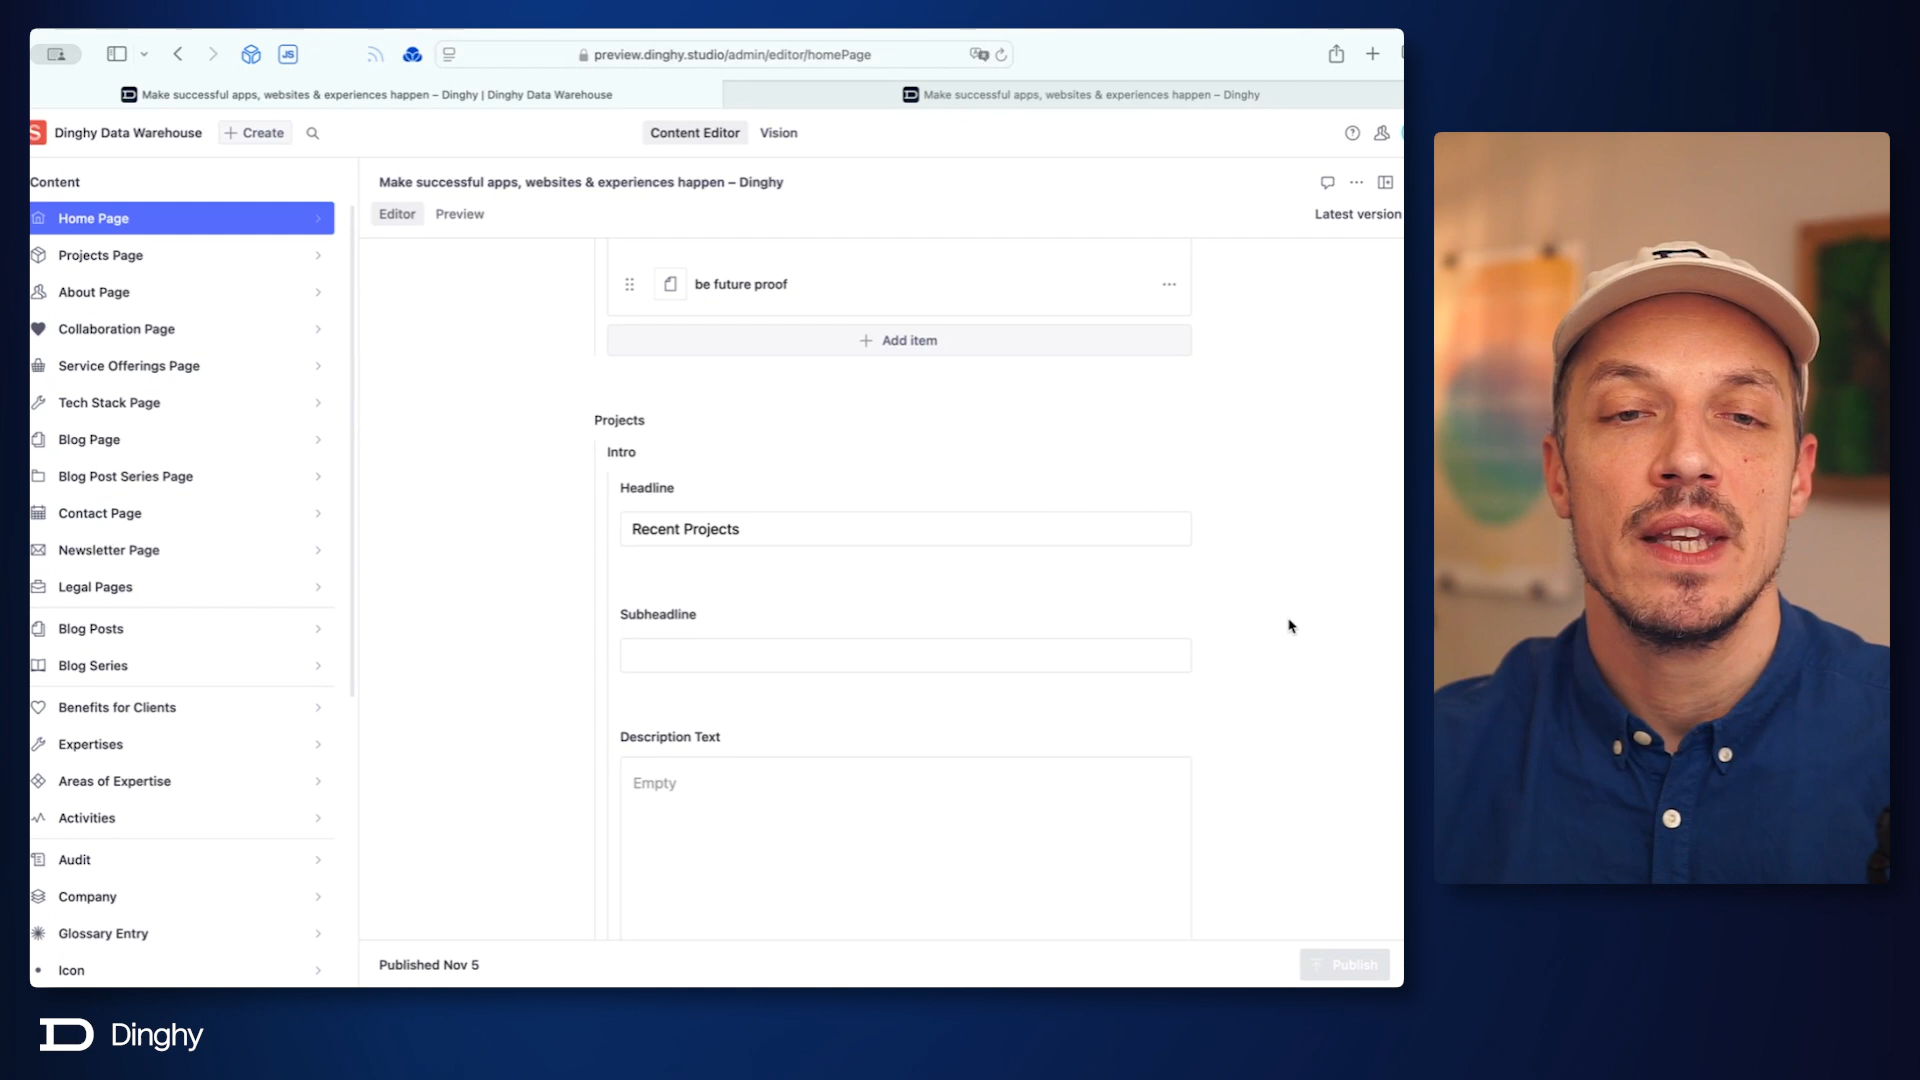 JS
preview.dinghy.studio/admin/editor/homePage
Make successful apps, websites & experiences happen – Dinghy | Dinghy Data Warehouse
Make successful apps, websites & experiences happen – Dinghy
S
Dinghy Data Warehouse
+ Create
Content Editor
Vision
Content
Home Page
Projects Page
About Page
Collaboration Page
Service Offerings Page
Tech Stack Page
Blog Page
Blog Post Series Page
Contact Page
Newsletter Page
Legal Pages
Blog Posts
Blog Series
Benefits for Clients
Expertises
Areas of Expertise
Activities
Audit
Company
Glossary Entry
Icon
Make successful apps, websites & experiences happen – Dinghy
Editor
Preview
Latest version
be future proof
+ Add item
Projects
Intro
Headline
Recent Projects
Subheadline
Description Text
Empty
Published Nov 5
Publish
Dinghy